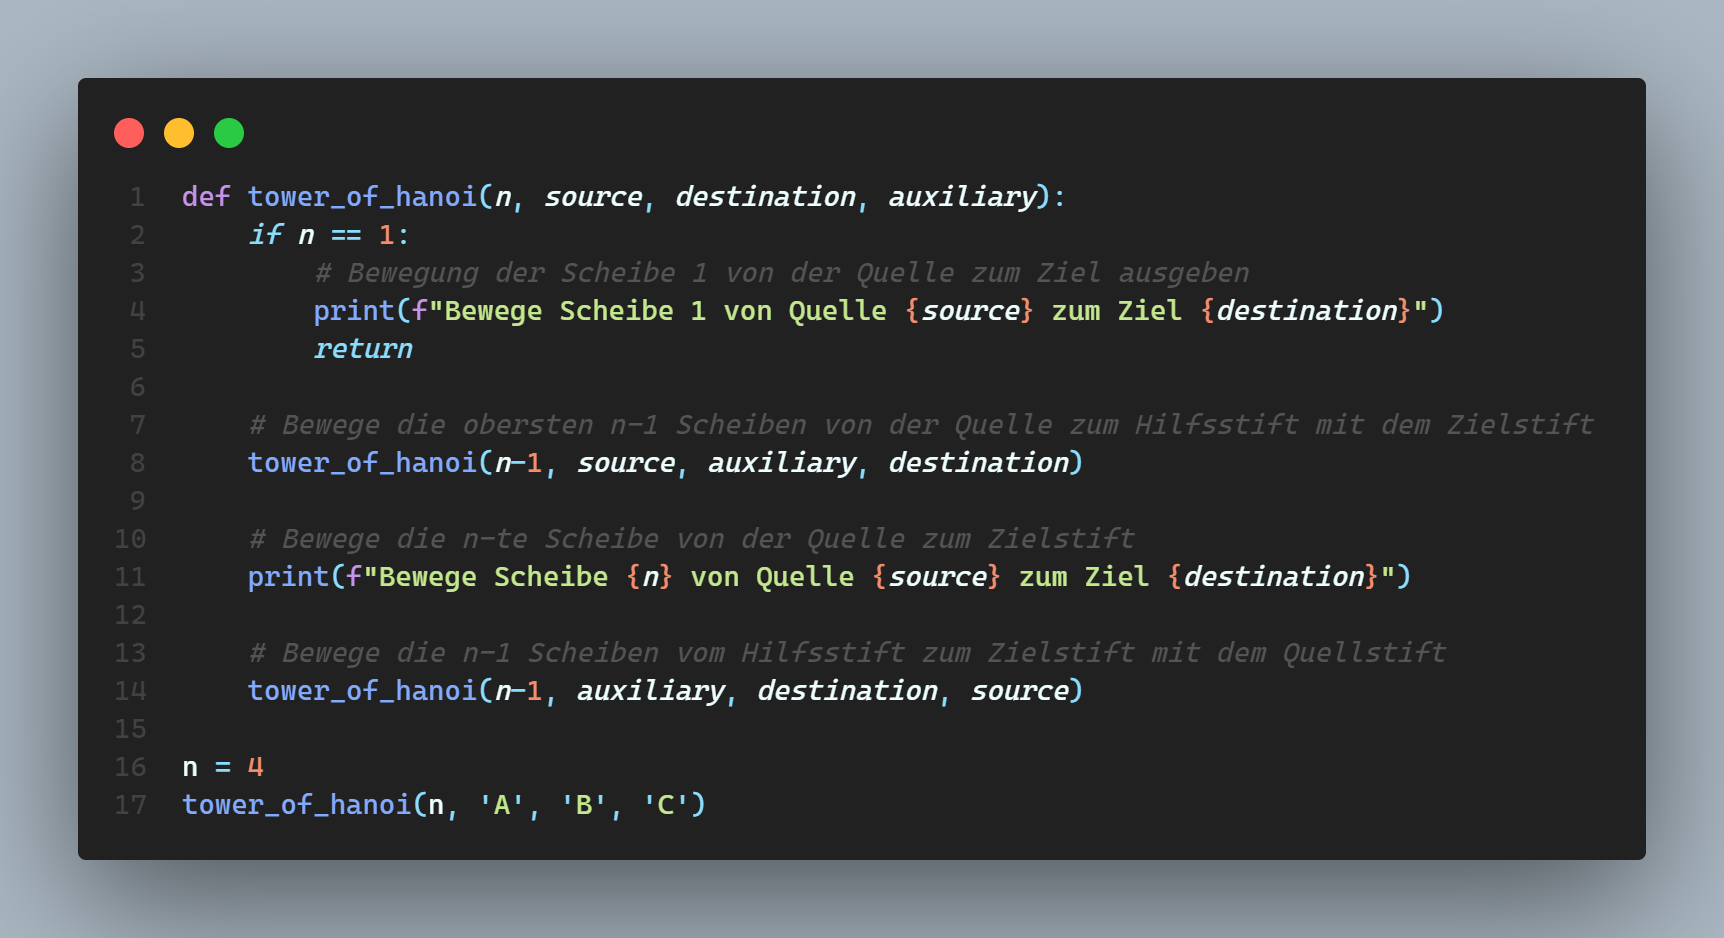 1 def tower_of_hanoi(n, source, destination, auxiliary):
2     if n == 1:
3         # Bewegung der Scheibe 1 von der Quelle zum Ziel ausgeben
4         print(f"Bewege Scheibe 1 von Quelle {source} zum Ziel {destination}")
5         return
6
7     # Bewege die obersten n-1 Scheiben von der Quelle zum Hilfsstift mit dem Zielstift
8     tower_of_hanoi(n-1, source, auxiliary, destination)
9
10     # Bewege die n-te Scheibe von der Quelle zum Zielstift
11     print(f"Bewege Scheibe {n} von Quelle {source} zum Ziel {destination}")
12
13     # Bewege die n-1 Scheiben vom Hilfsstift zum Zielstift mit dem Quellstift
14     tower_of_hanoi(n-1, auxiliary, destination, source)
15
16 n = 4
17 tower_of_hanoi(n, 'A', 'B', 'C')